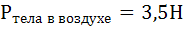 Pтела в воздухе = 3,5Н